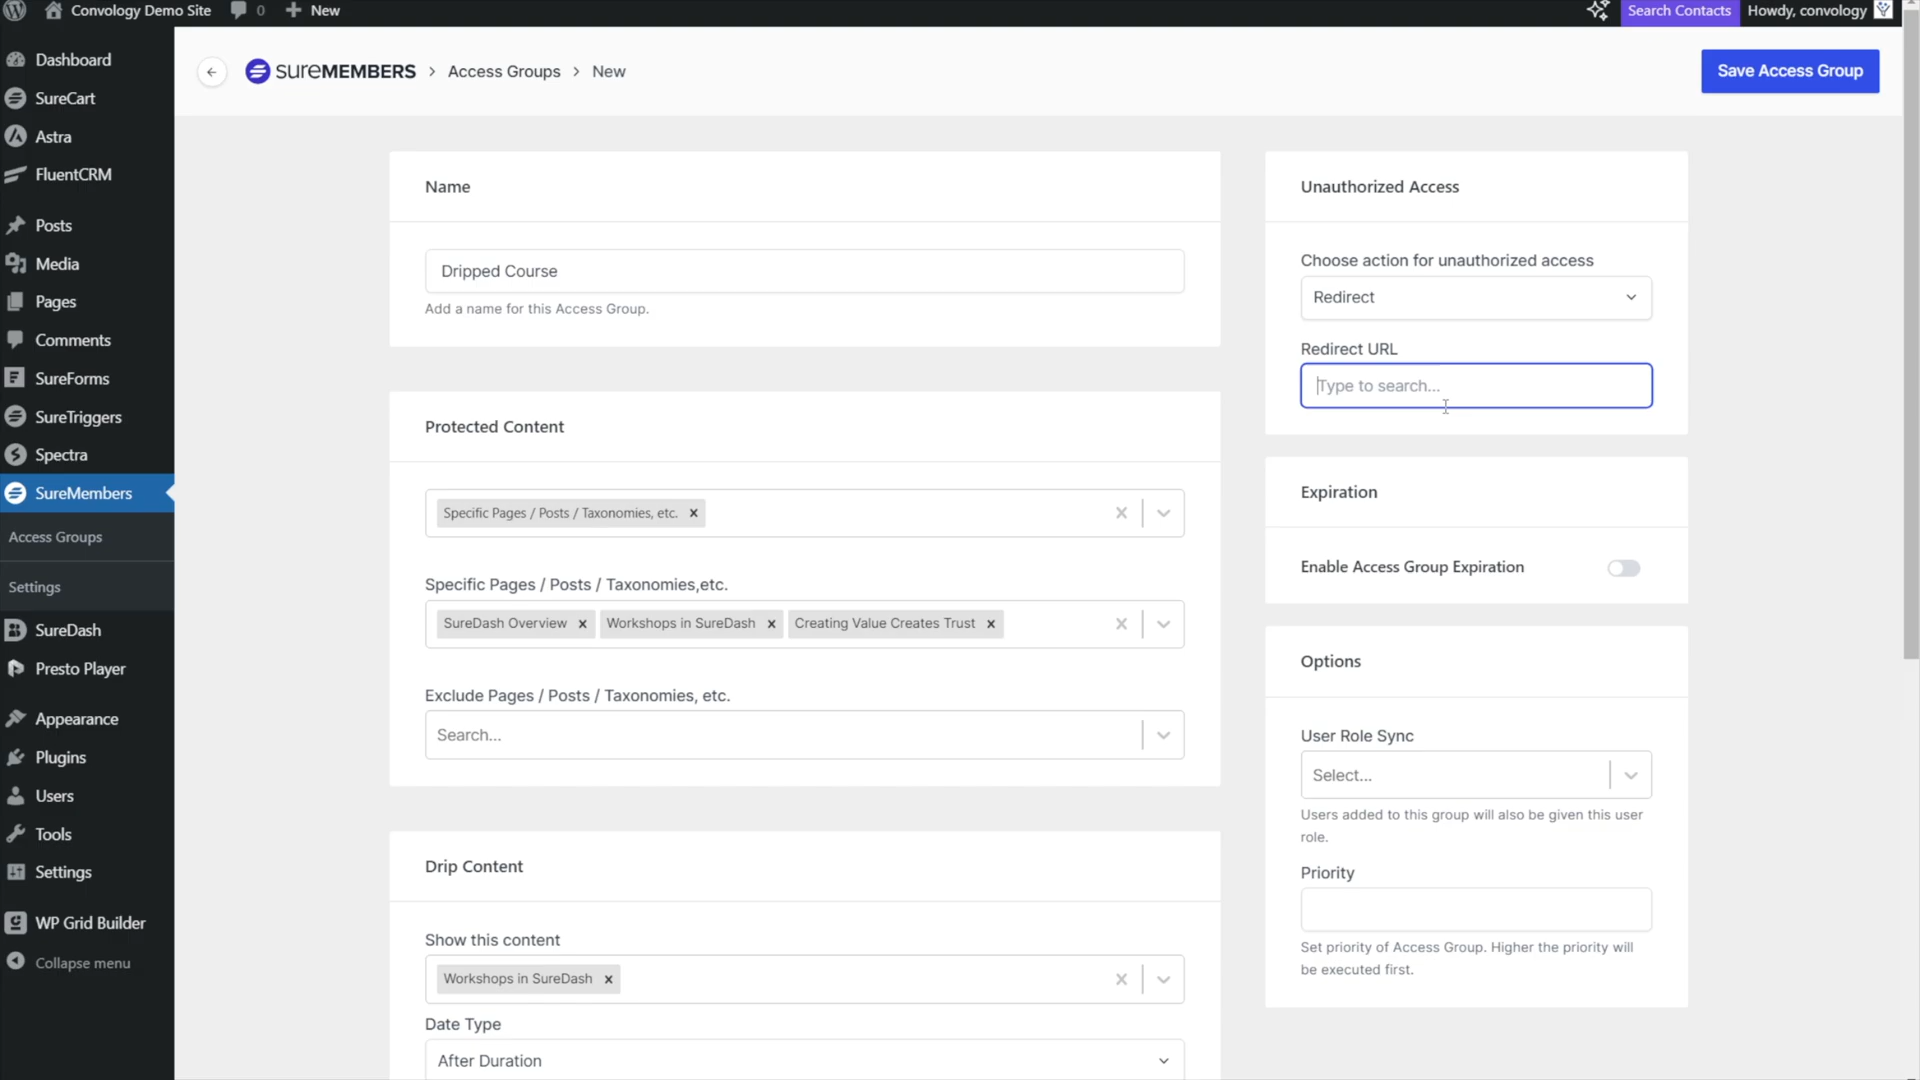 Convology Demo Site 0 New Search Contacts Howdy, convology
Dashboard
SureCart
Astra
FluentCRM
Posts
Media
Pages
Comments
SureForms
SureTriggers
Spectra
SureMembers
Access Groups
Settings
SureDash
Presto Player
Appearance
Plugins
Users
Tools
Settings
WP Grid Builder
Collapse menu
sureMEMBERS > Access Groups > New
Save Access Group
Name
Dripped Course
Add a name for this Access Group.
Protected Content
Specific Pages / Posts / Taxonomies, etc.
Specific Pages / Posts / Taxonomies,etc.
SureDash Overview Workshops in SureDash Creating Value Creates Trust
Exclude Pages / Posts / Taxonomies, etc.
Search...
Drip Content
Show this content
Workshops in SureDash
Date Type
After Duration
Unauthorized Access
Choose action for unauthorized access
Redirect
Redirect URL
Type to search...
Expiration
Enable Access Group Expiration
Options
User Role Sync
Select...
Users added to this group will also be given this user
role.
Priority
Set priority of Access Group. Higher the priority will
be executed first.